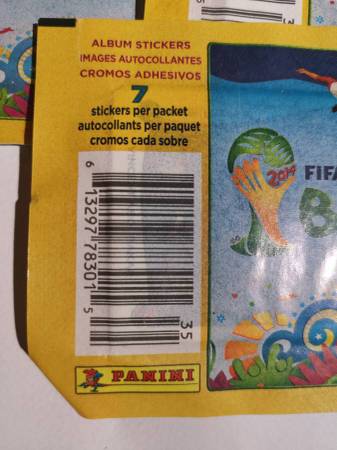 ALBUM STICKERS
IMAGES AUTOCOLLANTES
CROMOS ADHESIVOS
7
stickers per packet
autocollants per paquet
cromos cada sobre
6
13297 78301
5
35
PANINI
2014
FIFA